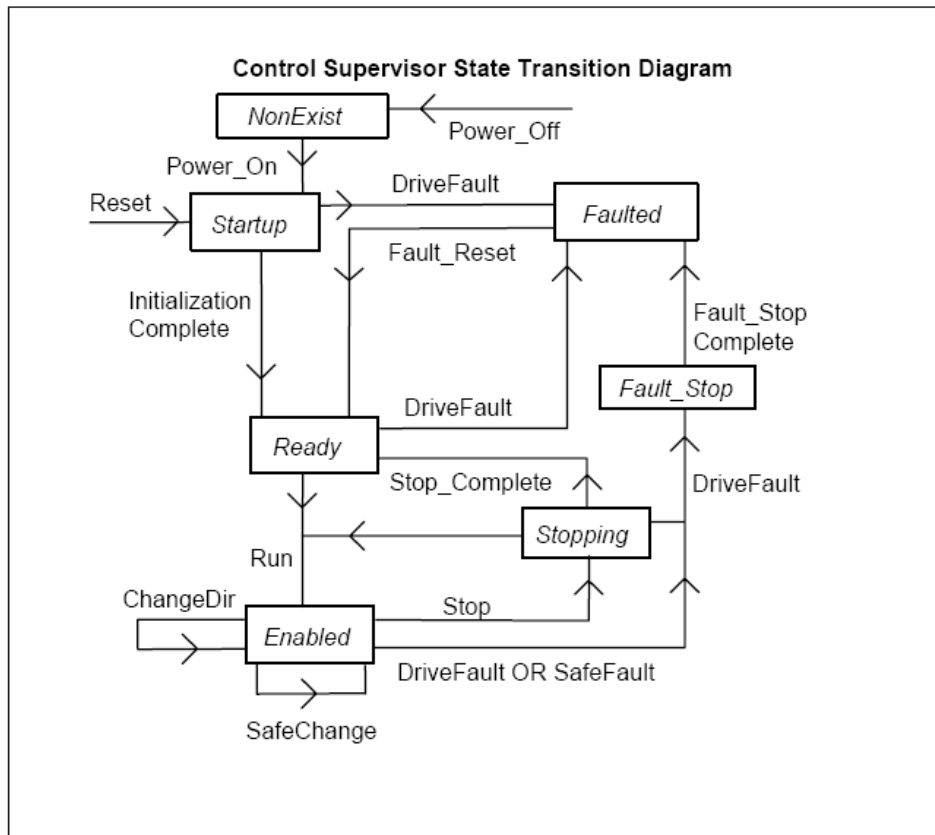 Control Supervisor State Transition Diagram
NonExist
Power_Off
Power_On
DriveFault
Reset
Startup
Faulted
Fault_Reset
Initialization
Complete
Fault_Stop
Complete
Fault_Stop
DriveFault
Ready
Stop_Complete
DriveFault
Stopping
Run
ChangeDir
Stop
Enabled
DriveFault OR SafeFault
SafeChange